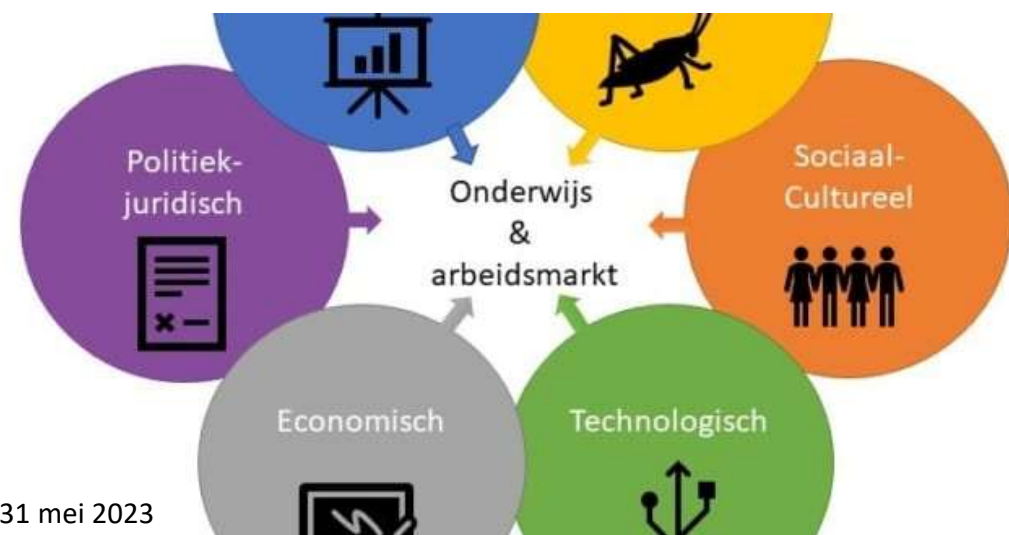 Politiek-
juridisch
Onderwijs
&
arbeidsmarkt
Sociaal-
Cultureel
Economisch
Technologisch
31 mei 2023